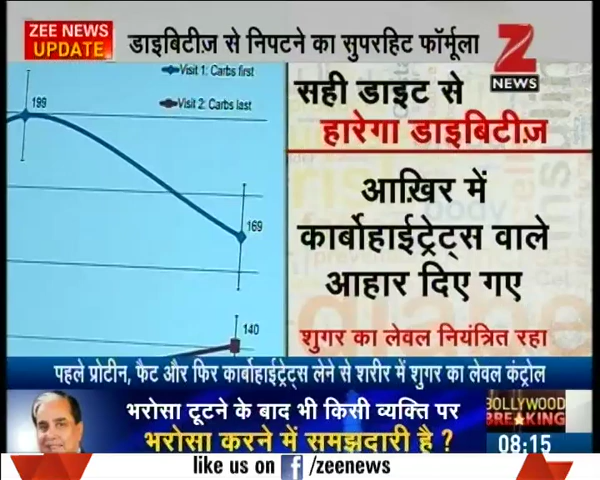 ZEE NEWS
UPDATE
डाइबिटीज़ से निपटने का सुपरहिट फॉर्मूला
Z
NEWS
Visit 1: Carbs first
Visit 2: Carbs last
199
169
140
सही डाइट से
हारेगा डाइबिटीज़
आख़िर में
कार्बोहाईट्रेट्स वाले
आहार दिए गए
शुगर का लेवल नियंत्रित रहा
पहले प्रोटीन, फैट और फिर कार्बोहाईट्रेट्स लेने से शरीर में शुगर का लेवल कंट्रोल
भरोसा टूटने के बाद भी किसी व्यक्ति पर
भरोसा करने में समझदारी है ?
BOLLYWOOD
BREAKING
08:15
like us on f /zeenews